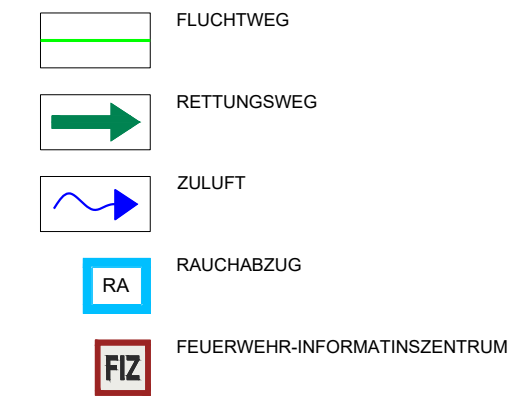 FLUCHTWEG
RETTUNGSWEG
ZULUFT
RA RAUCHABZUG
FIZ FEUERWEHR-INFORMATINSZENTRUM